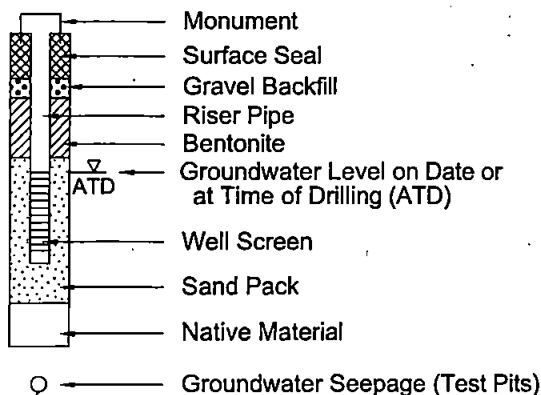 Monument
Surface Seal
Gravel Backfill
Riser Pipe
Bentonite
Groundwater Level on Date or
at Time of Drilling (ATD)
ATD
Well Screen
Sand Pack
Native Material
Groundwater Seepage (Test Pits)